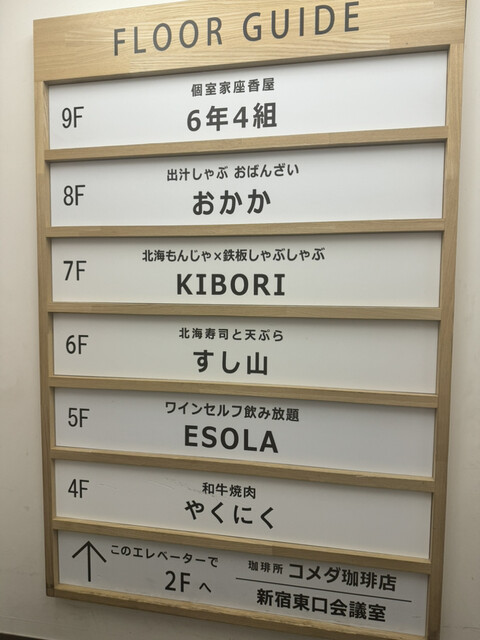 FLOOR GUIDE
9F
個室家座香屋
6年4組
8F
出汁しゃぶ おばんざい
おかか
7F
北海もんじゃ×鉄板しゃぶしゃぶ
KIBORI
6F
北海寿司と天ぷら
すし山
5F
ワインセルフ飲み放題
ESOLA
4F
和牛焼肉
やくにく
↑ このエレベーターで
2Fへ
珈琲所 コメダ珈琲店
新宿東口会議室